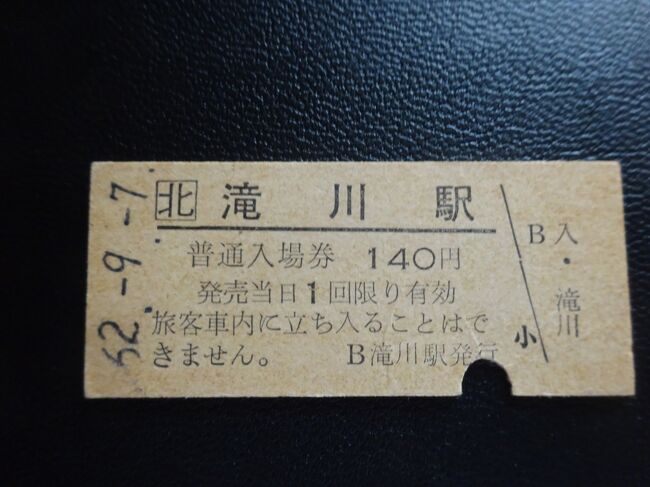 62.-9.-7.
北 滝川駅
普通入場券 140円
発売当日1回限り有効
旅客車内に立ち入ることはで
きません。 B滝川駅発行
B
小
入・滝川